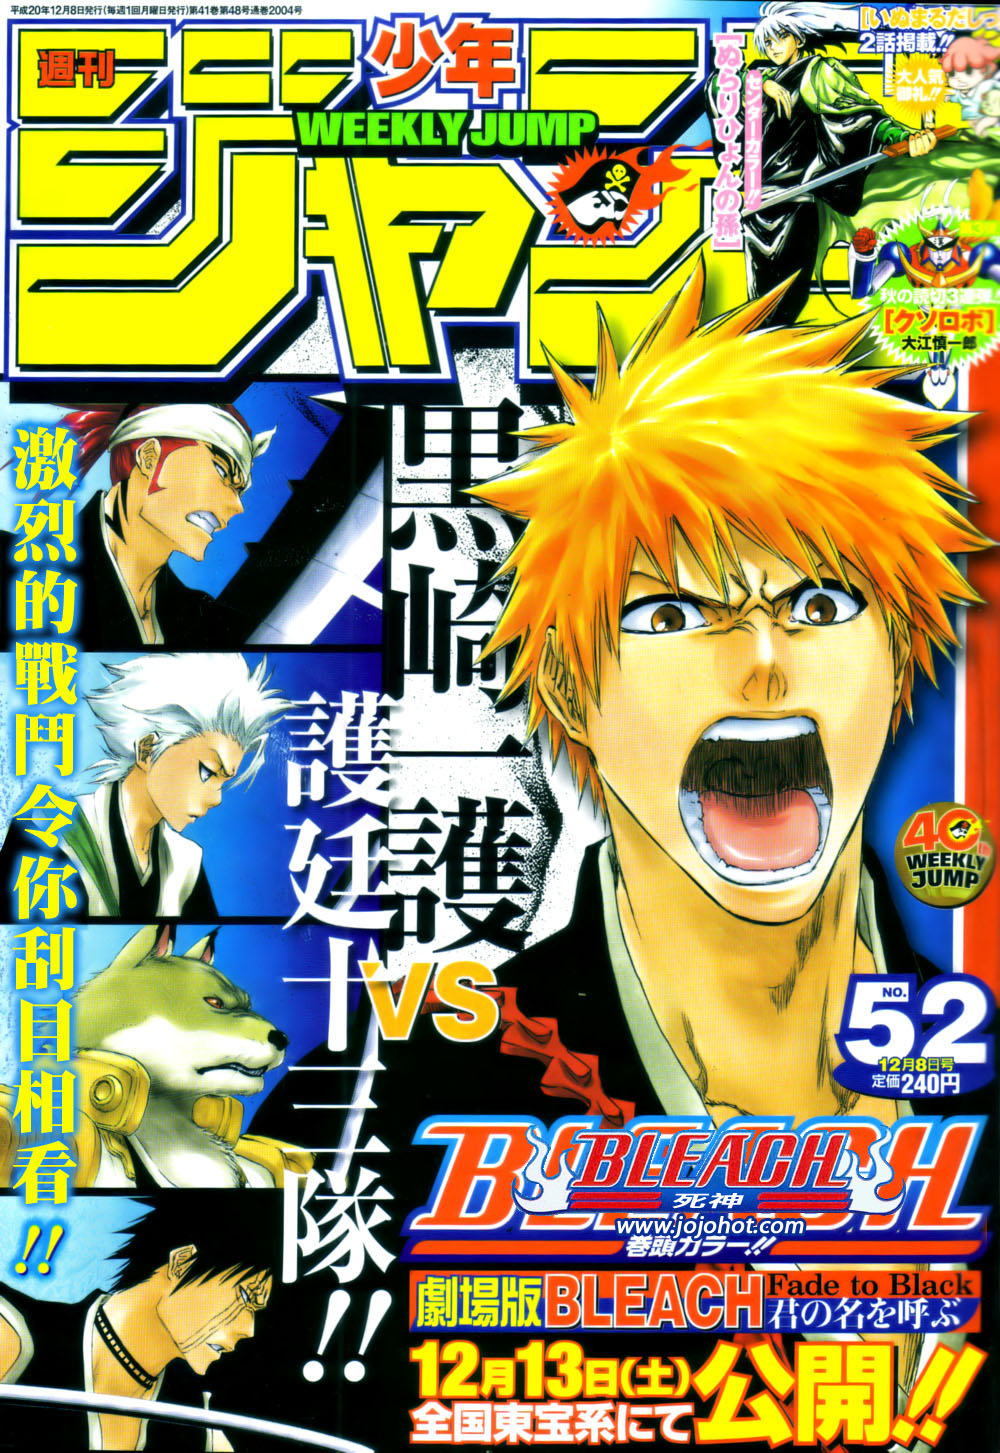 平成20年12月8日発行(毎週1回月曜日発行)第41巻第48号通巻2004号
週刊
少年
ジャンプ
WEEKLY JUMP
[いぬまるだしっ
2話掲載!!
大人気
御礼!!
センターカラー!!
[ぬらりひょんの孫]
秋の読切3連弾!
[クソロボ]
大江慎一郎
黒崎一護
VS
護廷十三隊!!
激烈的戰鬥令你刮目相看!!
40th
WEEKLY
JUMP
NO.
52
12月8日号
定価240円
BLEACH
BLEACH
死神
www.jojohot.com
巻頭カラー!!
劇場版BLEACH Fade to Black
君の名を呼ぶ
12月13日(土)
全国東宝系にて
公開!!